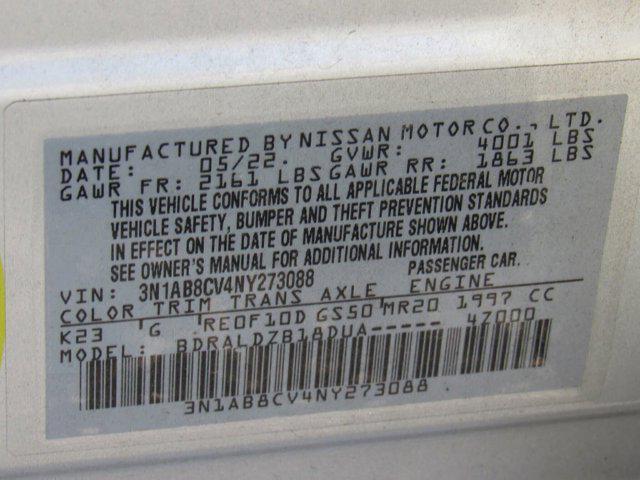 MANUFACTURED BY NISSAN MOTOR CO., LTD.
DATE: 05/22. GVWR: 4001 LBS
GAWR FR: 2161 LBS GAWR RR: 1863 LBS
THIS VEHICLE CONFORMS TO ALL APPLICABLE FEDERAL MOTOR
VEHICLE SAFETY, BUMPER AND THEFT PREVENTION STANDARDS
IN EFFECT ON THE DATE OF MANUFACTURE SHOWN ABOVE.
SEE OWNER'S MANUAL FOR ADDITIONAL INFORMATION.
VIN: 3N1AB8CV4NY273088 PASSENGER CAR.
COLOR TRIM TRANS AXLE ENGINE
K23 G RE0F10D GS50 MR20 1997 CC
MODEL: BDRALDZB18DUA----- 47000
3N1AB8CV4NY273088